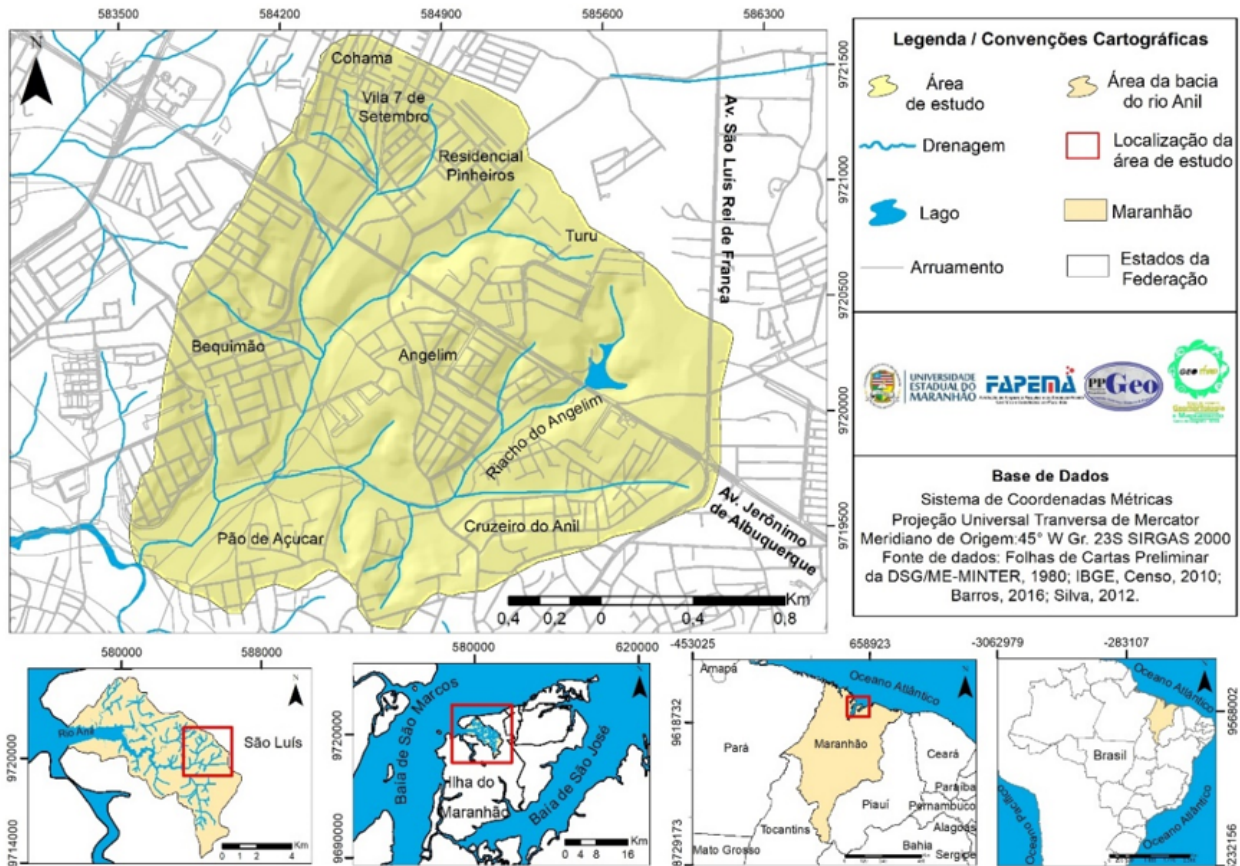 583500
584200
584900
585600
586300
N
Cohama
Vila 7 de
Setembro
Residencial
Pinheiros
Turu
Bequimão
Angelim
Riacho do Angelim
Pão de Açucar
Cruzeiro do Anil
Av. São Luís Rei de França
Av. Jerônimo
de Albuquerque
9721500
9721000
9720500
9720000
9719500
Km
0,4 0,2 0 0,4 0,8
Legenda / Convenções Cartográficas
Área
de estudo
Área da bacia
do rio Anil
Drenagem
Localização da
área de estudo
Lago
Maranhão
Arruamento
Estados da
Federação
UNIVERSIDADE
ESTADUAL DO
MARANHÃO
FAPEMA
PPGeo
Base de Dados
Sistema de Coordenadas Métricas
Projeção Universal Tranversa de Mercator
Meridiano de Origem:45° W Gr. 23S SIRGAS 2000
Fonte de dados: Folhas de Cartas Preliminar
da DSG/ME-MINTER, 1980; IBGE, Censo, 2010;
Barros, 2016; Silva, 2012.
580000
588000
9720000
9714000
Rio Anil
São Luís
Km
0 1 2 4
580000
620000
9720000
9690000
Baía de São Marcos
Ilha do
Maranhão
Baía de São José
Km
0 4 8 16
-453025
658923
9618732
8729173
Amapá
Oceano Atlântico
Pará
Maranhão
Ceará
Paraíba
Piauí
Pernambuco
Tocantins
Alagoas
Bahia
Mato Grosso
Sergipe
-3062979
-283107
9568002
232156
Oceano Atlântico
Brasil
Oceano Pacífico
Oceano Atlântico